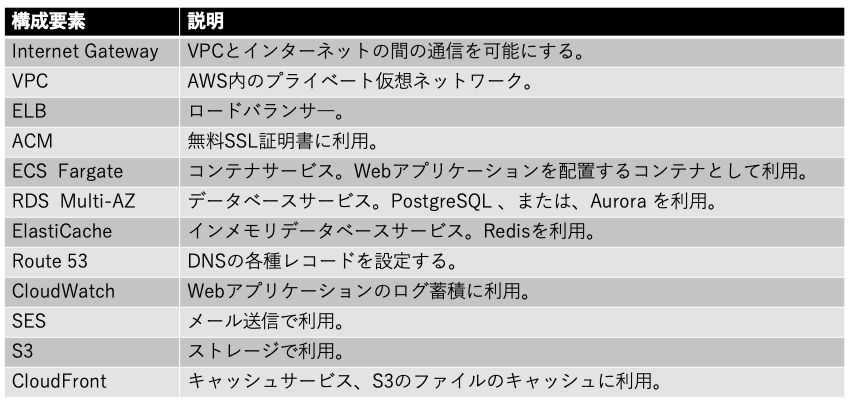 構成要素 説明
Internet Gateway VPCとインターネットの間の通信を可能にする。
VPC AWS内のプライベート仮想ネットワーク。
ELB ロードバランサー。
ACM 無料SSL証明書に利用。
ECS Fargate コンテナサービス。Webアプリケーションを配置するコンテナとして利用。
RDS Multi-AZ データベースサービス。PostgreSQL 、または、Aurora を利用。
ElastiCache インメモリデータベースサービス。Redisを利用。
Route 53 DNSの各種レコードを設定する。
CloudWatch Webアプリケーションのログ蓄積に利用。
SES メール送信で利用。
S3 ストレージで利用。
CloudFront キャッシュサービス、S3のファイルのキャッシュに利用。